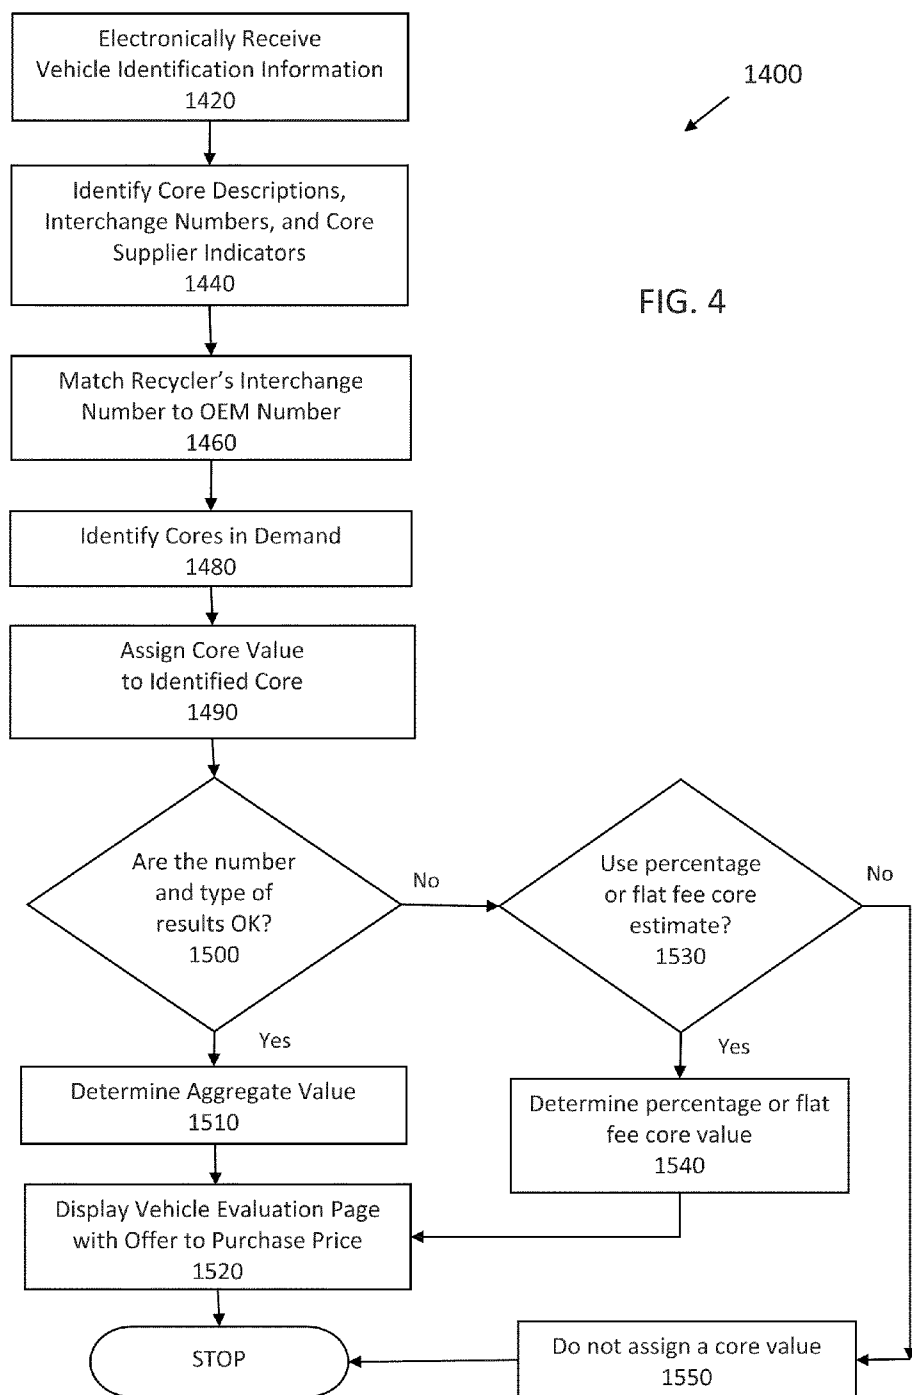 Electronically Receive
Vehicle Identification Information
1420
1400
Identify Core Descriptions,
Interchange Numbers, and Core
Supplier Indicators
1440
FIG. 4
Match Recycler's Interchange
Number to OEM Number
1460
Identify Cores in Demand
1480
Assign Core Value
to Identified Core
1490
Are the number
and type of
results OK?
1500
No
Use percentage
or flat fee core
estimate?
1530
No
Yes
Yes
Determine Aggregate Value
1510
Determine percentage or flat
fee core value
1540
Display Vehicle Evaluation Page
with Offer to Purchase Price
1520
STOP
Do not assign a core value
1550